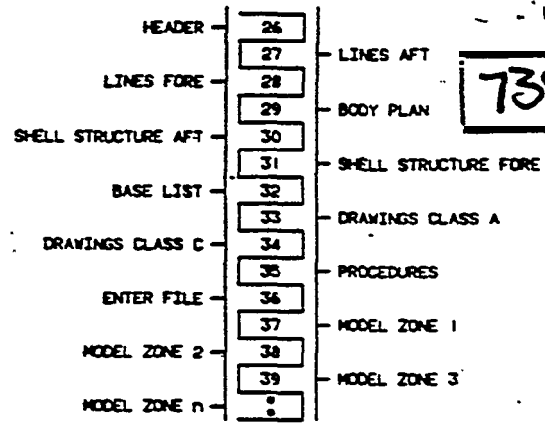 HEADER 26
27 LINES AFT
LINES FORE 28
29 BODY PLAN
SHELL STRUCTURE AFT 30
31 SHELL STRUCTURE FORE
BASE LIST 32
33 DRAWINGS CLASS A
DRAWINGS CLASS C 34
35 PROCEDURES
ENTER FILE 36
37 MODEL ZONE 1
MODEL ZONE 2 38
39 MODEL ZONE 3
MODEL ZONE n :